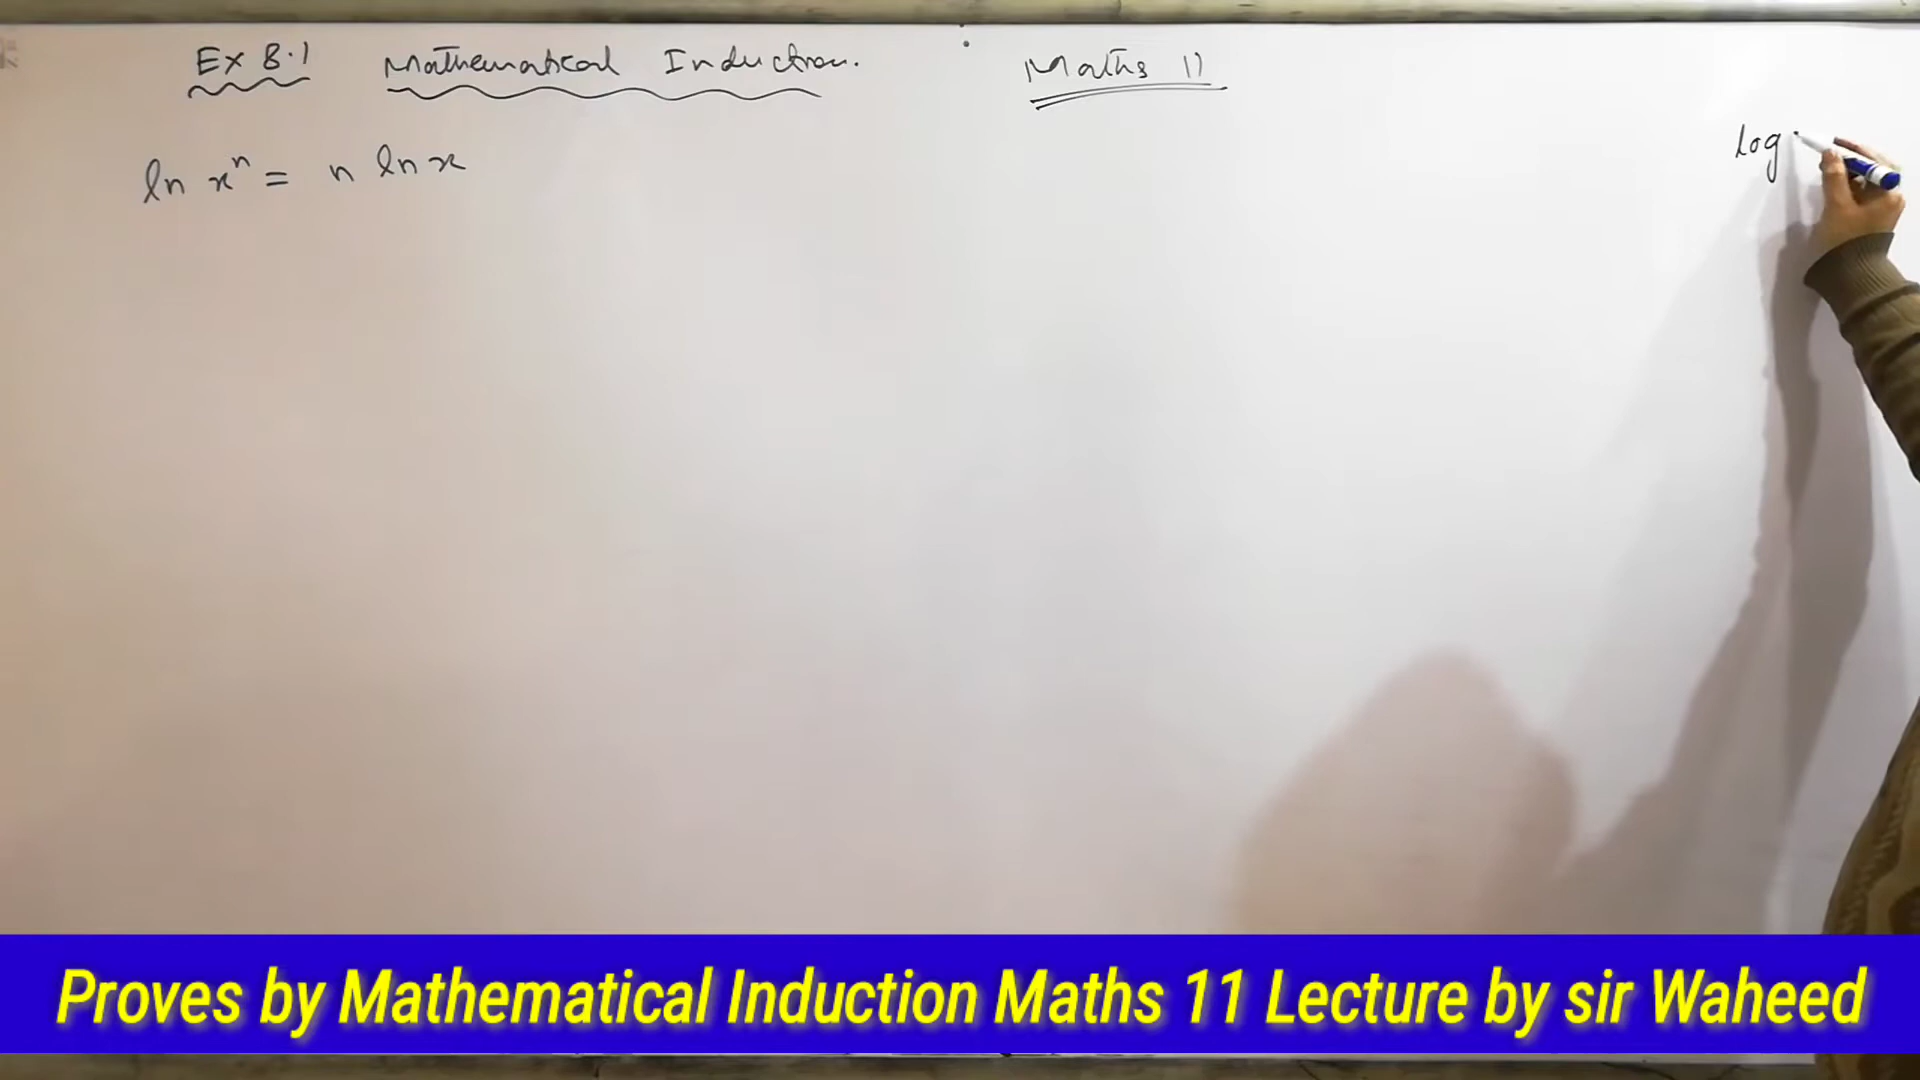 Ex 8.1 Mathematical Induction. Maths 11
log
ln xⁿ = n ln x
Proves by Mathematical Induction Maths 11 Lecture by sir Waheed